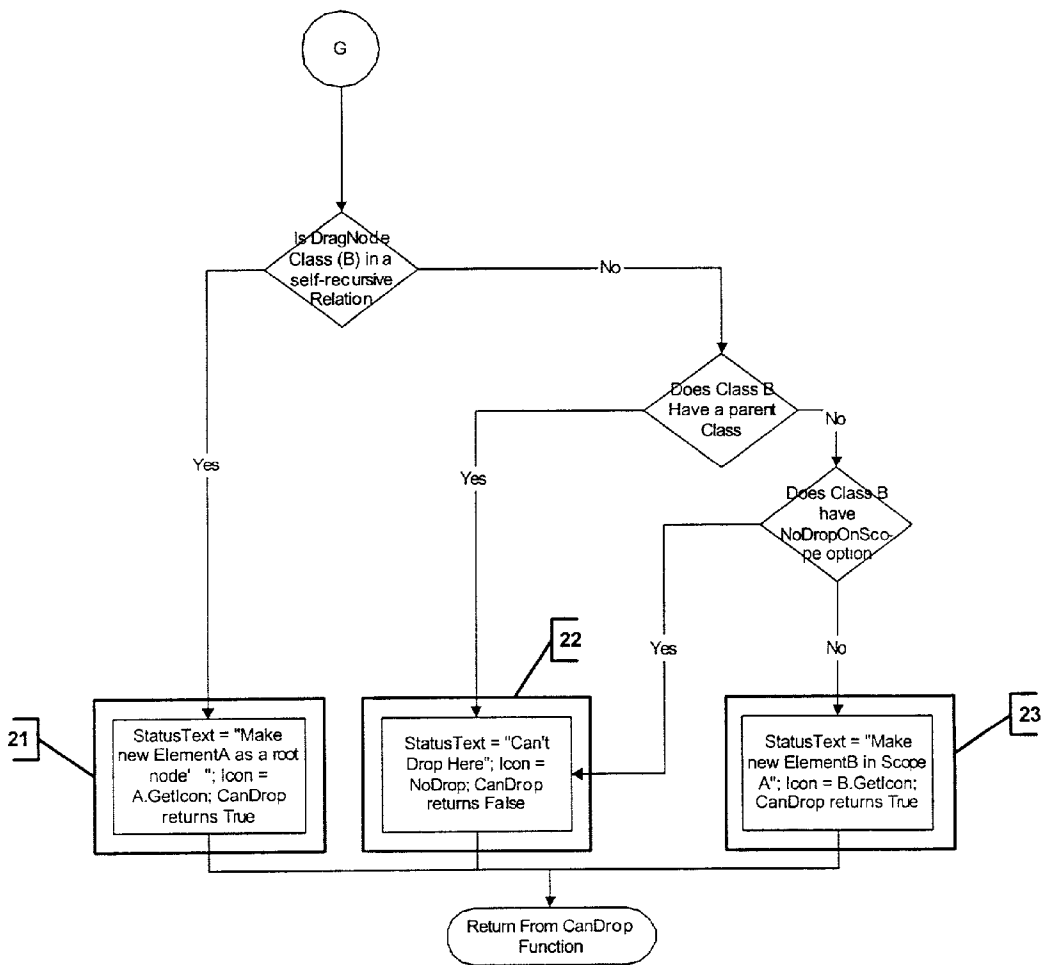 G
Is DragNode
Class (B) in a
self-recursive
Relation
No
Does Class B
Have a parent
Class
No
Yes
Yes
Does Class B
have
NoDropOnSco-
pe option
22
Yes
No
21
23
StatusText = "Make
new ElementA as a root
node' "; Icon =
A.GetIcon; CanDrop
returns True
StatusText = "Can't
Drop Here"; Icon =
NoDrop; CanDrop
returns False
StatusText = "Make
new ElementB in Scope
A"; Icon = B.GetIcon;
CanDrop returns True
Return From CanDrop
Function